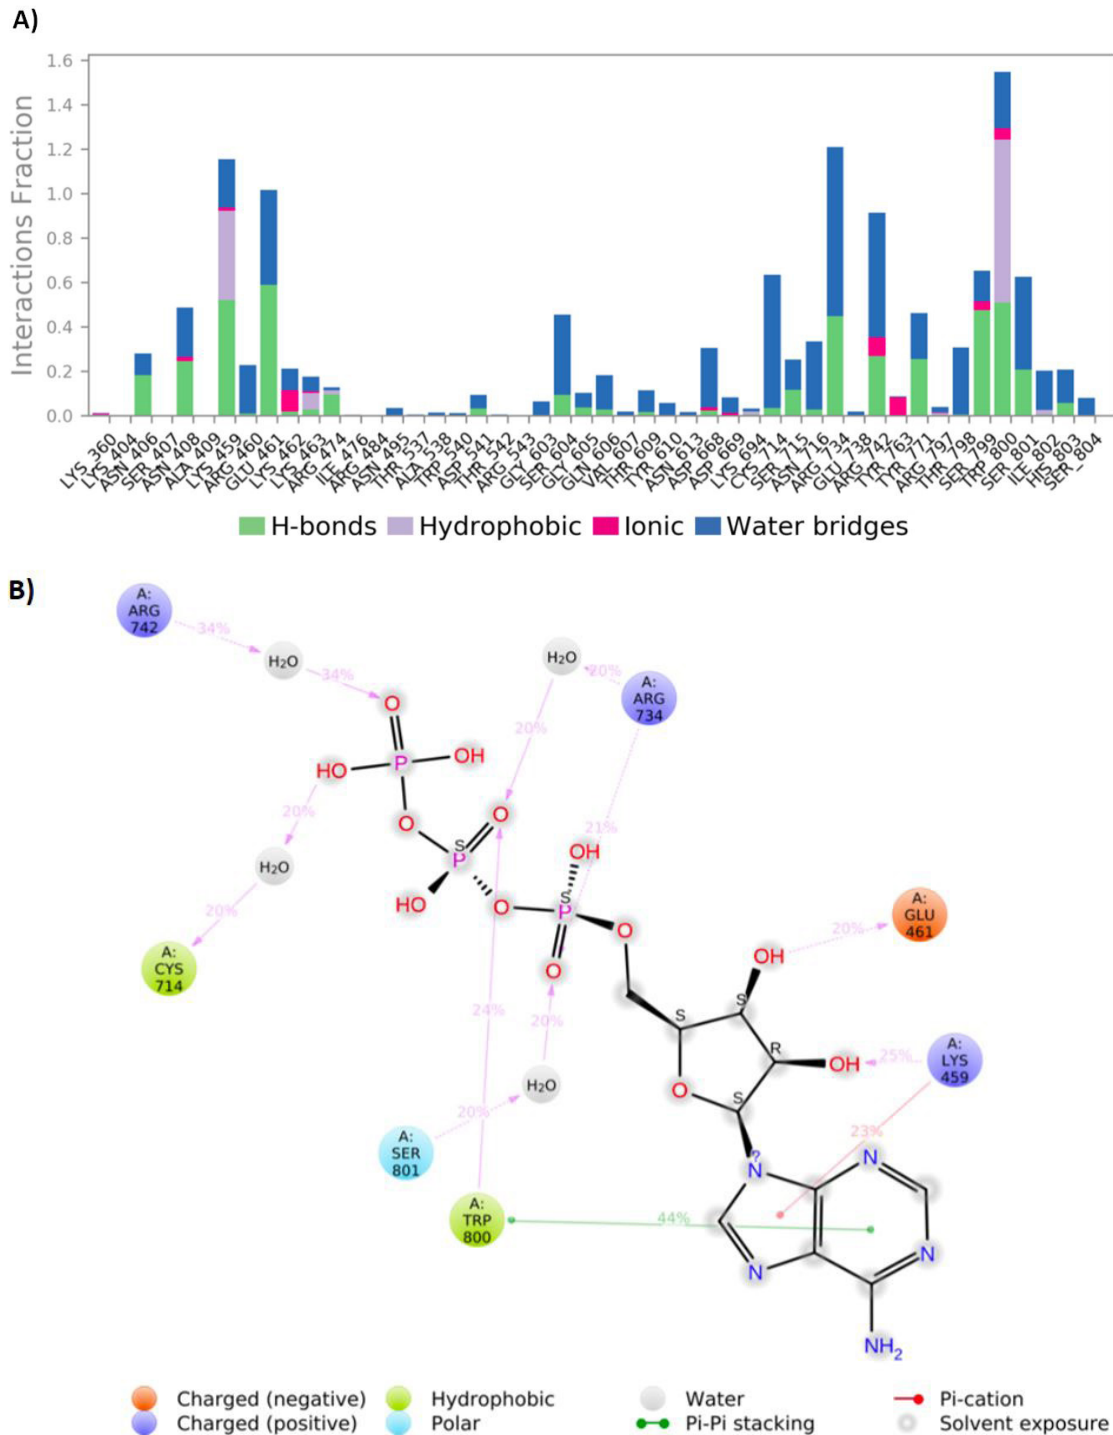 A)
Interactions Fraction
1.6
1.4
1.2
1.0
0.8
0.6
0.4
0.2
0.0
LYS_360
LYS_404
ASN_406
SER_407
ASN_408
ALA_409
LYS_459
ARG_460
GLU_461
LYS_462
LYS_463
ARG_474
ILE_476
ARG_484
ASN_495
THR_537
ALA_538
TRP_540
ASP_541
THR_542
ARG_543
GLY_603
SER_604
GLY_605
GLN_606
VAL_607
THR_609
TYR_610
ASN_613
ASP_668
ASP_669
LYS_694
CYS_714
SER_715
ASN_716
ARG_734
GLU_738
ARG_742
TYR_763
TYR_771
ARG_797
THR_798
SER_799
TRP_800
SER_801
ILE_802
HIS_803
SER_804
H-bonds Hydrophobic Ionic Water bridges
B)
A:
ARG
742
34%
H2O
34%
O
H2O
20%
A:
ARG
734
20%
HO
P
OH
20%
H2O
20%
A:
CYS
714
O
O
S
P
HO
O
21%
OH
S
P
O
O
A:
GLU
461
20%
OH
24%
20%
H2O
20%
A:
SER
801
S
S
R
OH
25%
A:
LYS
459
O
S
23%
?
N
N
A:
TRP
800
44%
N
N
NH2
Charged (negative) Hydrophobic Water Pi-cation
Charged (positive) Polar Pi-Pi stacking Solvent exposure